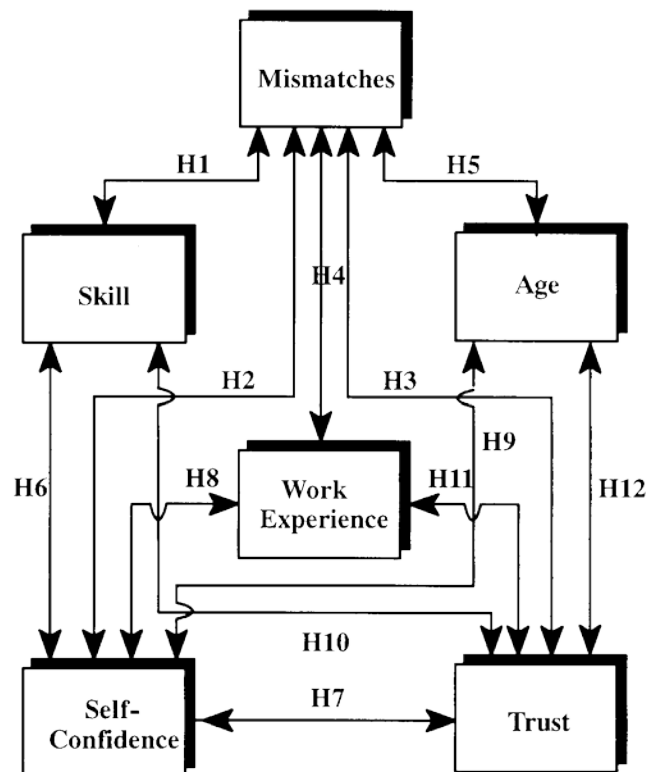 Mismatches
H1
H5
Skill
H4
Age
H2
H3
H9
H6
H8
Work
Experience
H11
H12
H10
Self-
Confidence
H7
Trust